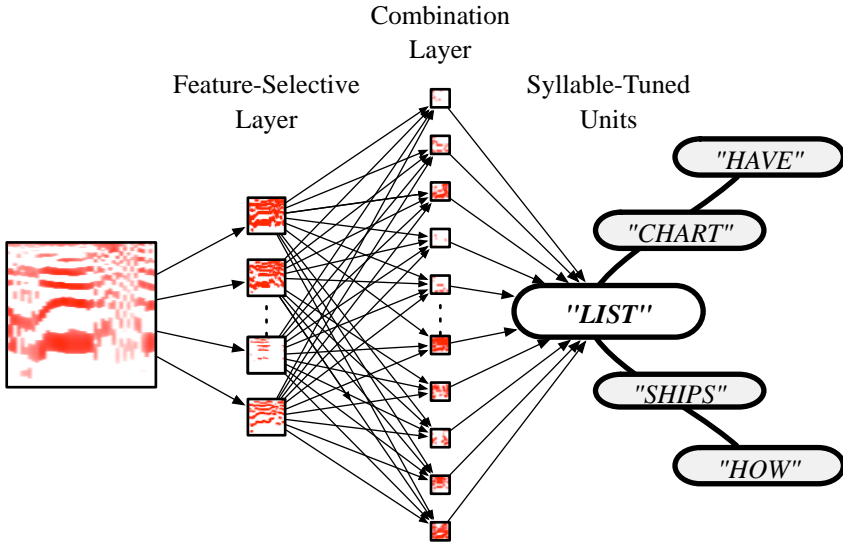 Combination
Layer
Feature-Selective
Layer
Syllable-Tuned
Units
"HAVE"
"CHART"
"LIST"
"SHIPS"
"HOW"